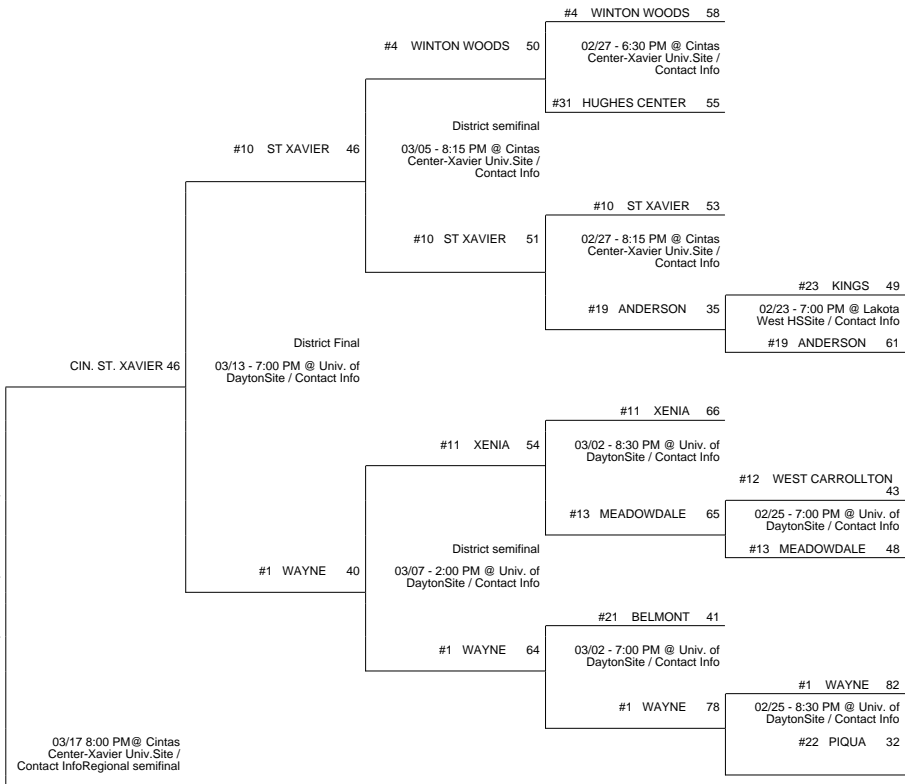 #4 WINTON WOODS 58
#4 WINTON WOODS 50
02/27 - 6:30 PM @ Cintas
Center-Xavier Univ.Site /
Contact Info
#31 HUGHES CENTER 55
District semifinal
#10 ST XAVIER 46
03/05 - 8:15 PM @ Cintas
Center-Xavier Univ.Site /
Contact Info
#10 ST XAVIER 53
#10 ST XAVIER 51
02/27 - 8:15 PM @ Cintas
Center-Xavier Univ.Site /
Contact Info
#23 KINGS 49
#19 ANDERSON 35
02/23 - 7:00 PM @ Lakota
West HSSite / Contact Info
#19 ANDERSON 61
District Final
CIN. ST. XAVIER 46
03/13 - 7:00 PM @ Univ. of
DaytonSite / Contact Info
#11 XENIA 66
#11 XENIA 54
03/02 - 8:30 PM @ Univ. of
DaytonSite / Contact Info
#12 WEST CARROLLTON
43
#13 MEADOWDALE 65
02/25 - 7:00 PM @ Univ. of
DaytonSite / Contact Info
#13 MEADOWDALE 48
District semifinal
#1 WAYNE 40
03/07 - 2:00 PM @ Univ. of
DaytonSite / Contact Info
#21 BELMONT 41
#1 WAYNE 64
03/02 - 7:00 PM @ Univ. of
DaytonSite / Contact Info
#1 WAYNE 82
#1 WAYNE 78
02/25 - 8:30 PM @ Univ. of
DaytonSite / Contact Info
#22 PIQUA 32
03/17 8:00 PM@ Cintas
Center-Xavier Univ.Site /
Contact InfoRegional semifinal